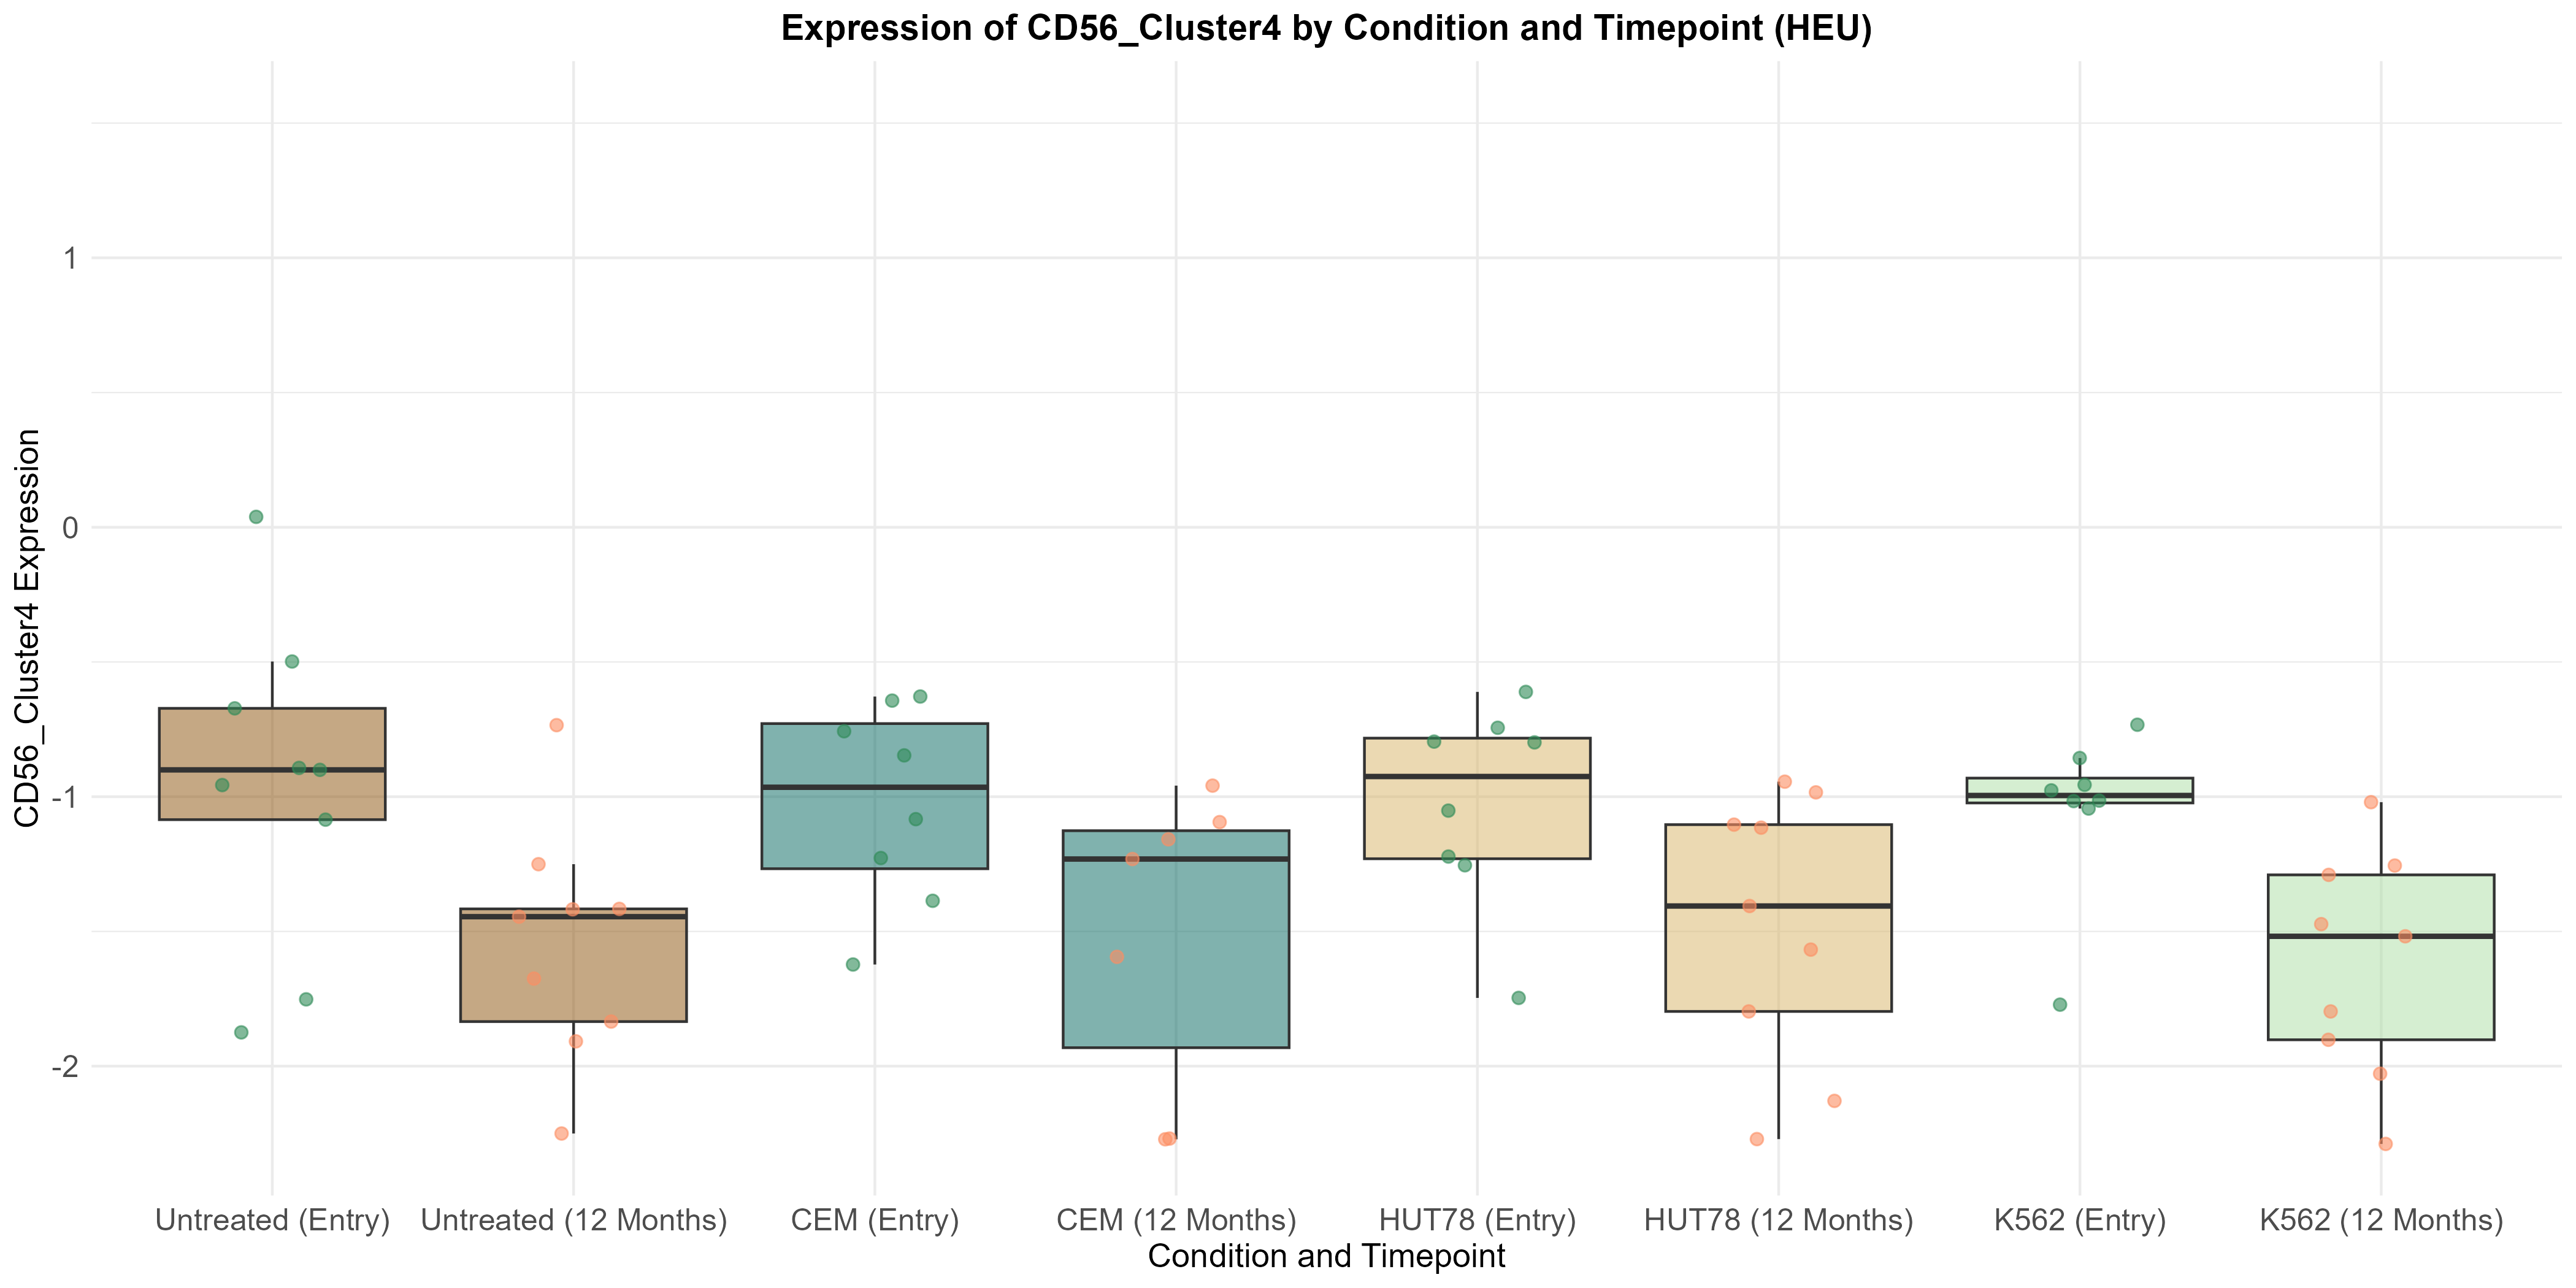 Expression of CD56_Cluster4 by Condition and Timepoint (HEU)
CD56_Cluster4 Expression
1
0
-1
-2
Untreated (Entry)
Untreated (12 Months)
CEM (Entry)
CEM (12 Months)
HUT78 (Entry)
HUT78 (12 Months)
K562 (Entry)
K562 (12 Months)
Condition and Timepoint